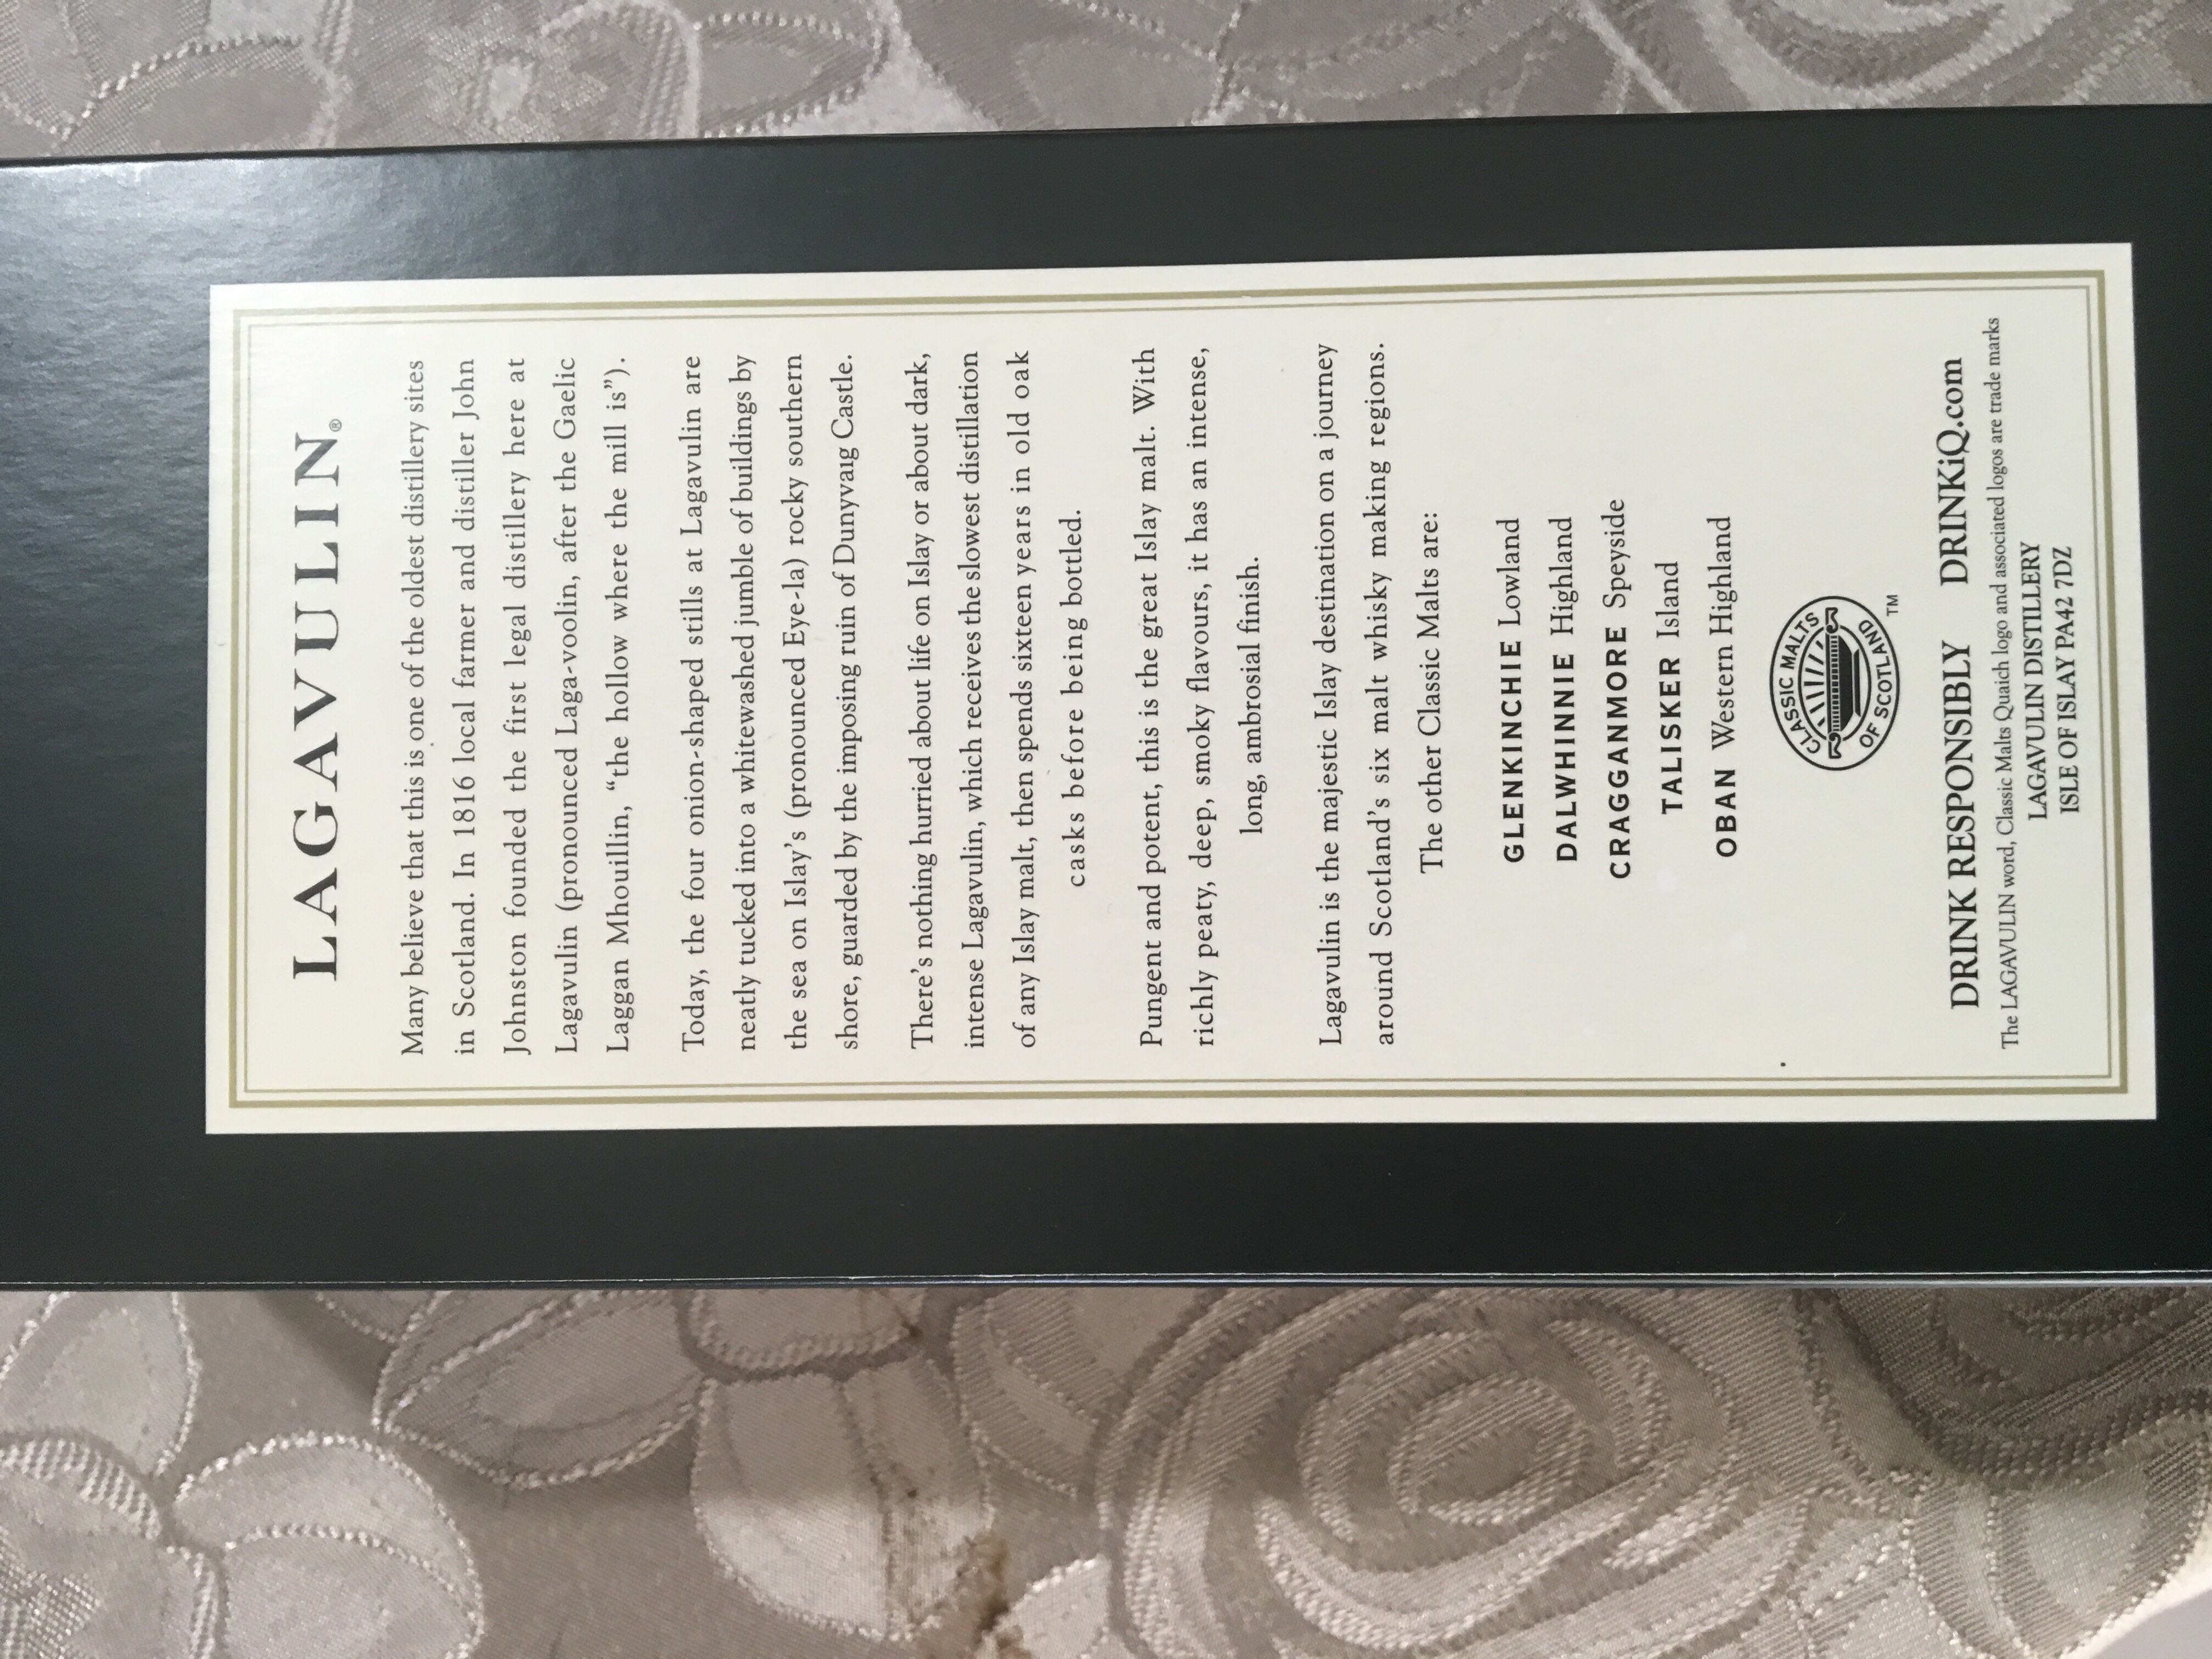 LAGAVULIN®
Many believe that this is one of the oldest distillery sites
in Scotland. In 1816 local farmer and distiller John
Johnston founded the first legal distillery here at
Lagavulin (pronounced Laga-voolin, after the Gaelic
Laggan Mhouillin, “the hollow where the mill is”).
Today, the four onion-shaped stills at Lagavulin are
neatly tucked into a whitewashed jumble of buildings by
the sea on Islay’s (pronounced Eye-la) rocky southern
shore, guarded by the imposing ruin of Dunyvaig Castle.
There’s nothing hurried about life on Islay or about dark,
intense Lagavulin, which receives the slowest distillation
of any Islay malt, then spends sixteen years in old oak
casks before being bottled.
Pungent and potent, this is the great Islay malt. With
richly peaty, deep, smoky flavours, it has an intense,
long, ambrosial finish.
Lagavulin is the majestic Islay destination on a journey
around Scotland’s six malt whisky making regions.
The other Classic Malts are:
GLENKINCHIE Lowland
DALWHINNIE Highland
CRAGGANMORE Speyside
TALISKER Island
OBAN Western Highland
CLASSIC MALTS
OF SCOTLAND ™
DRINK RESPONSIBLY DRINKiQ.com
The LAGAVULIN word, Classic Malts Quaich logo and associated logos are trade marks
LAGAVULIN DISTILLERY
ISLE OF ISLAY PA42 7DZ